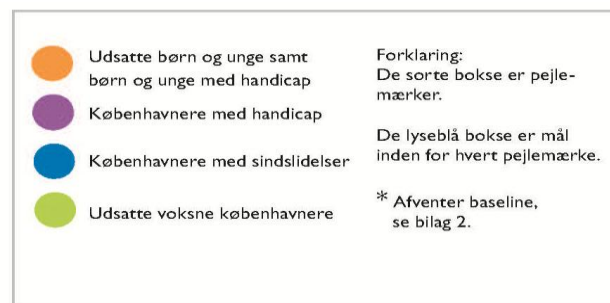 Udsatte børn og unge samt
børn og unge med handicap
Københavnere med handicap
Københavnere med sindslidelser
Udsatte voksne københavnere
Forklaring:
De sorte bokse er pejle-
mærker.
De lyseblå bokse er mål
inden for hvert pejlemærke.
* Afventer baseline,
se bilag 2.